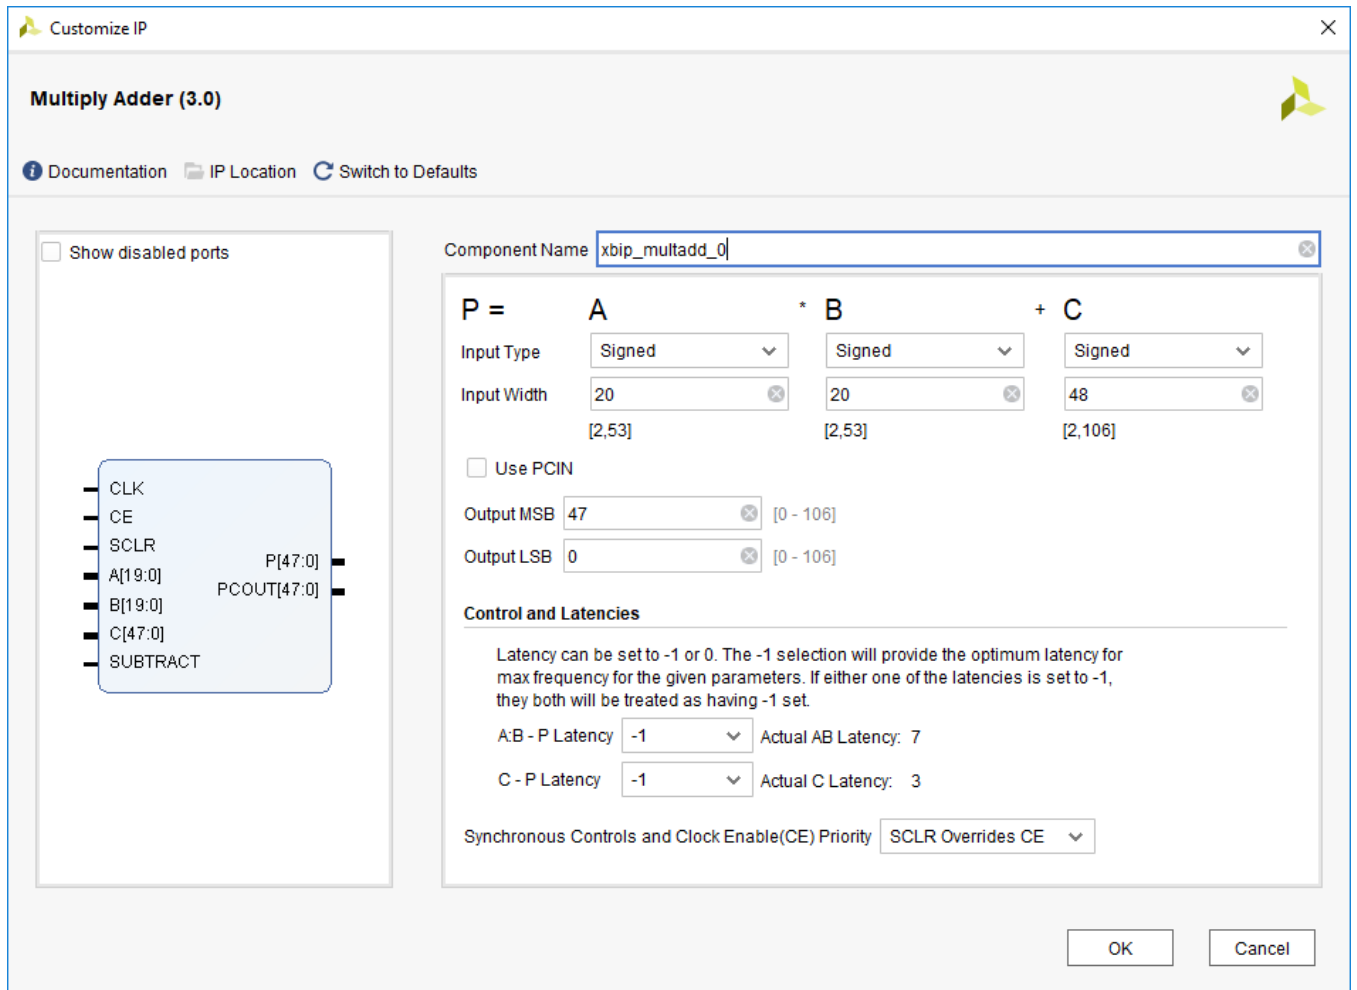 Customize IP
Multiply Adder (3.0)
Documentation IP Location Switch to Defaults
Show disabled ports
CLK
CE
SCLR
A[19:0]
B[19:0]
C[47:0]
SUBTRACT
P[47:0]
PCOUT[47:0]
Component Name xbip_multadd_0
P = A * B + C
Input Type Signed Signed Signed
Input Width 20 20 48
[2,53] [2,53] [2,106]
Use PCIN
Output MSB 47 [0 - 106]
Output LSB 0 [0 - 106]
Control and Latencies
Latency can be set to -1 or 0. The -1 selection will provide the optimum latency for
max frequency for the given parameters. If either one of the latencies is set to -1,
they both will be treated as having -1 set.
A:B - P Latency -1 Actual AB Latency: 7
C - P Latency -1 Actual C Latency: 3
Synchronous Controls and Clock Enable(CE) Priority SCLR Overrides CE
OK Cancel